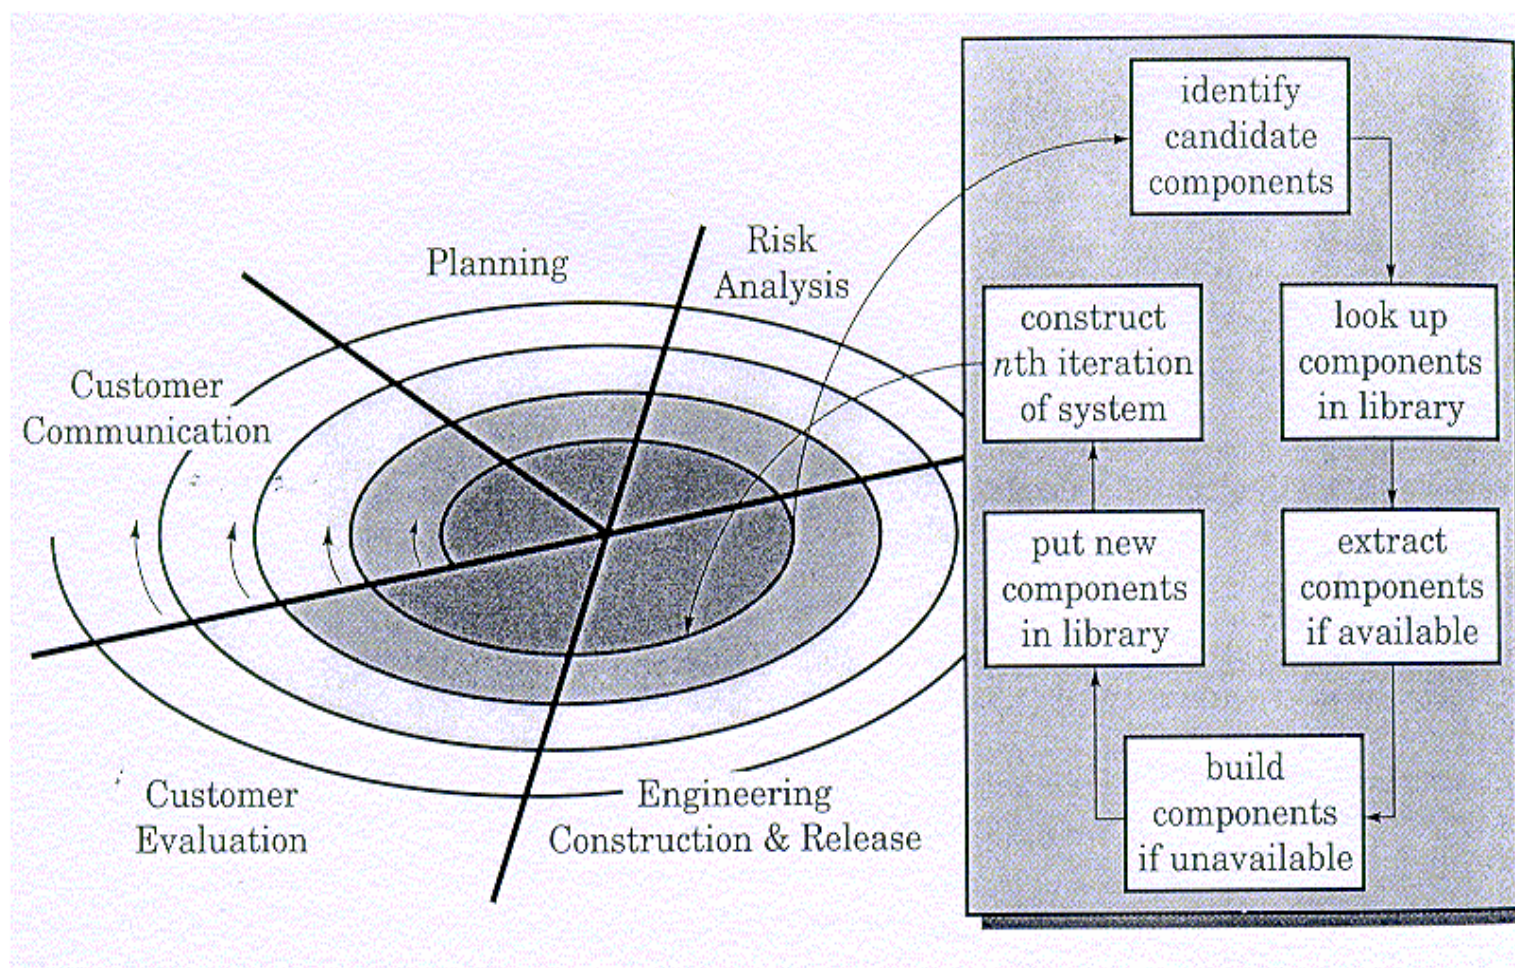 Planning
Risk
Analysis
Customer
Communication
Customer
Evaluation
Engineering
Construction & Release
identify
candidate
components
look up
components
in library
extract
components
if available
build
components
if unavailable
put new
components
in library
construct
nth iteration
of system